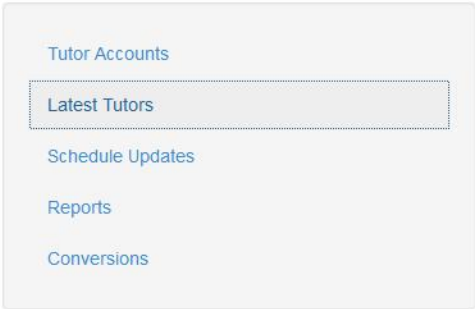 Tutor Accounts
Latest Tutors
Schedule Updates
Reports
Conversions